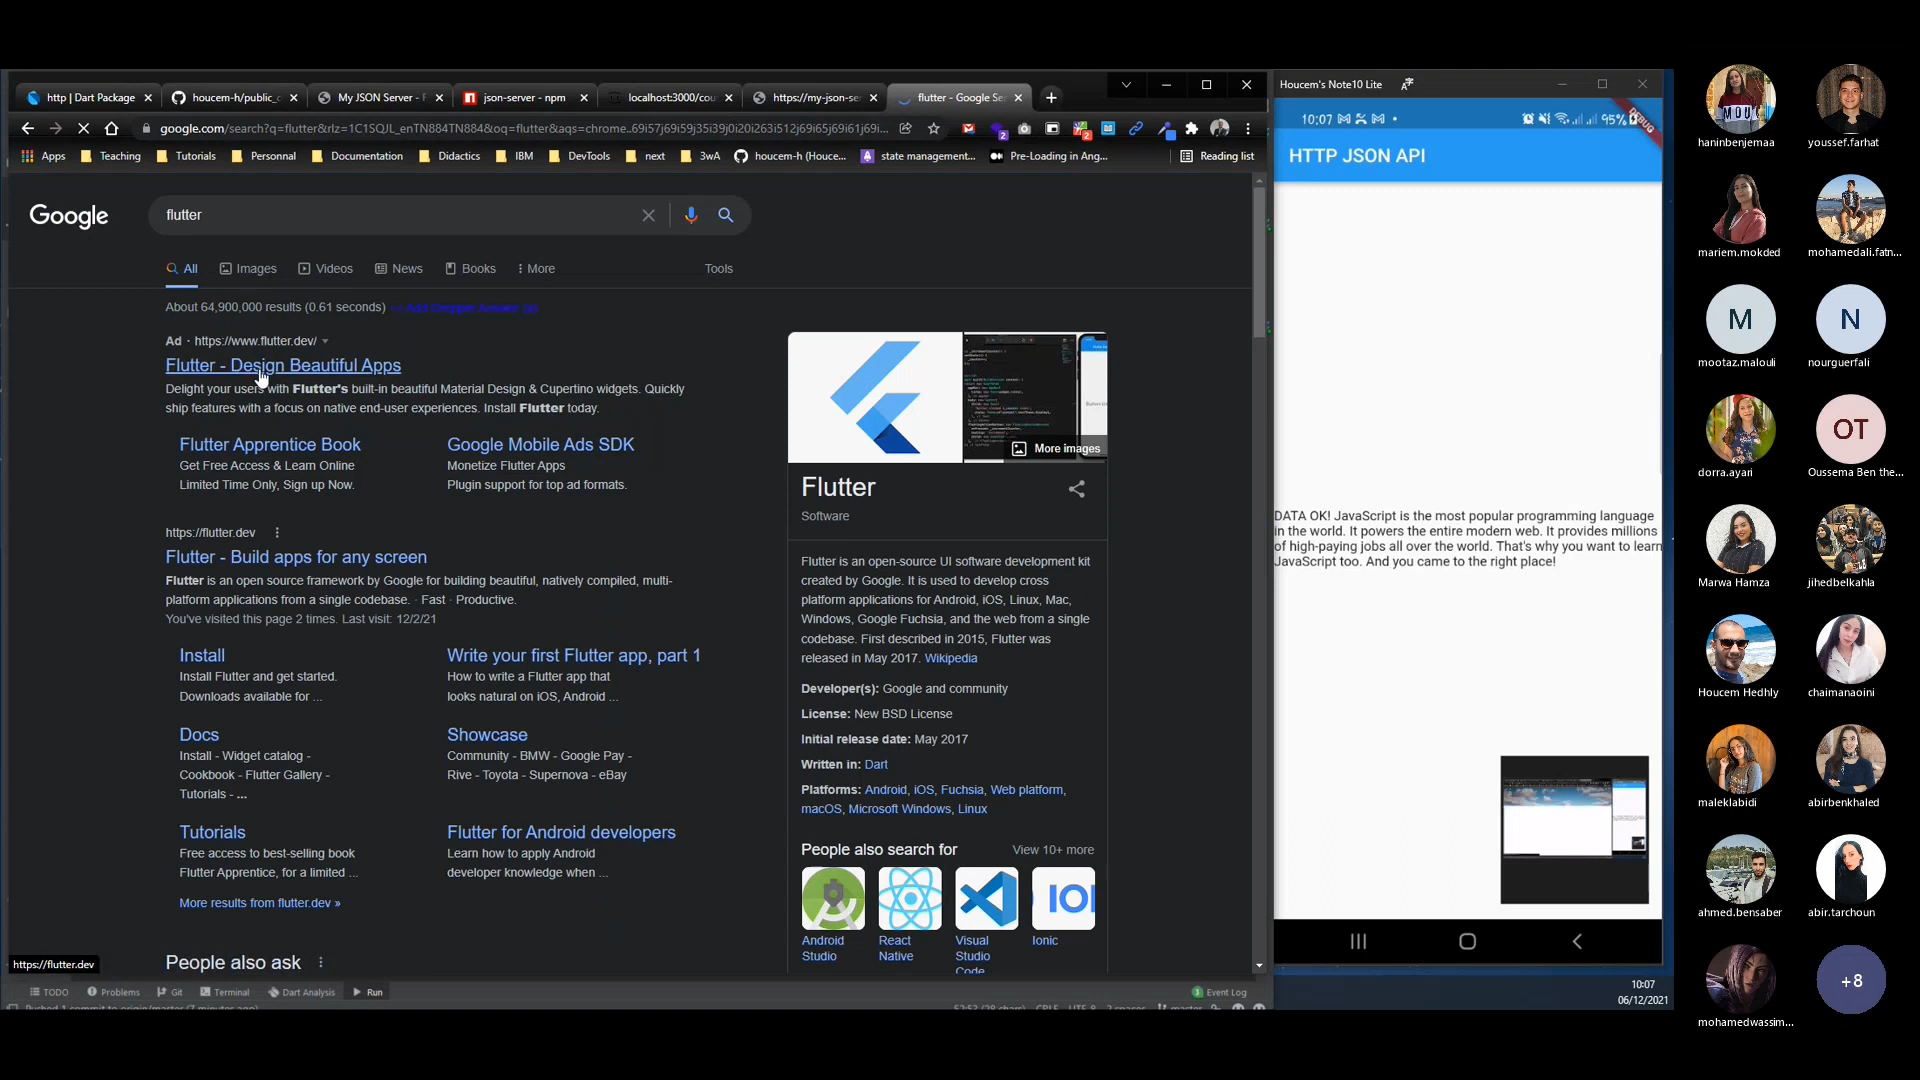 http | Dart Package
houcem-h/public_c
My JSON Server - F
json-server - npm
localhost:3000/cou
https://my-json-se
flutter - Google Se
google.com/search?q=flutter&rlz=1C1SQJL_enTN884TN884&oq=flutter&aqs=chrome..69i57j69i59j35i39j0i20i263i512j69i65j69i61j69i...
Apps
Teaching
Tutorials
Personnal
Documentation
Didactics
IBM
DevTools
next
3wA
houcem-h (Houce...
state management...
Pre-Loading in Ang...
Reading list
Google
flutter
All
Images
Videos
News
Books
More
Tools
About 64,900,000 results (0.61 seconds)
Ad · https://www.flutter.dev/
Flutter - Design Beautiful Apps
Delight your users with Flutter's built-in beautiful Material Design & Cupertino widgets. Quickly
ship features with a focus on native end-user experiences. Install Flutter today.
Flutter Apprentice Book
Get Free Access & Learn Online
Limited Time Only, Sign up Now.
Google Mobile Ads SDK
Monetize Flutter Apps
Plugin support for top ad formats.
https://flutter.dev
Flutter - Build apps for any screen
Flutter is an open source framework by Google for building beautiful, natively compiled, multi-
platform applications from a single codebase. · Fast · Productive.
You've visited this page 2 times. Last visit: 12/2/21
Install
Install Flutter and get started.
Downloads available for ...
Write your first Flutter app, part 1
How to write a Flutter app that
looks natural on iOS, Android ...
Docs
Install - Widget catalog -
Cookbook - Flutter Gallery -
Tutorials - ...
Showcase
Community - BMW - Google Pay -
Rive - Toyota - Supernova - eBay
Tutorials
Free access to best-selling book
Flutter Apprentice, for a limited ...
Flutter for Android developers
Learn how to apply Android
developer knowledge when ...
More results from flutter.dev »
People also ask
https://flutter.dev
More images
Flutter
Software
Flutter is an open-source UI software development kit
created by Google. It is used to develop cross
platform applications for Android, iOS, Linux, Mac,
Windows, Google Fuchsia, and the web from a single
codebase. First described in 2015, Flutter was
released in May 2017. Wikipedia
Developer(s): Google and community
License: New BSD License
Initial release date: May 2017
Written in: Dart
Platforms: Android, iOS, Fuchsia, Web platform,
macOS, Microsoft Windows, Linux
People also search for
View 10+ more
IO
Android
Studio
React
Native
Visual
Studio
Code
Ionic
TODO
Problems
Git
Terminal
Dart Analysis
Run
Event Log
Houcem's Note10 Lite
10:07
95%
DEBUG
HTTP JSON API
DATA OK! JavaScript is the most popular programming language
in the world. It powers the entire modern web. It provides millions
of high-paying jobs all over the world. That's why you want to learn
JavaScript too. And you came to the right place!
10:07
06/12/2021
haninbenjemaa
youssef.farhat
mariem.mokded
mohamedali.fatn...
M
N
mootaz.malouli
nourguerfali
OT
dorra.ayari
Oussema Ben the...
Marwa Hamza
jihedbelkahla
Houcem Hedhly
chaimanaoini
maleklabidi
abirbenkhaled
ahmed.bensaber
abir.tarchoun
+8
mohamedwassim...